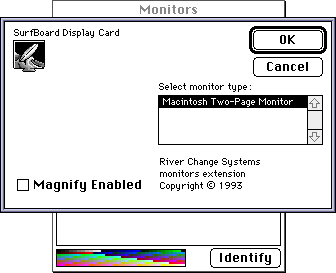 Monitors
SurfBoard Display Card
OK
Cancel
Select monitor type:
Macintosh Two-Page Monitor
River Change Systems
monitors extension
Copyright © 1993
Magnify Enabled
Identify